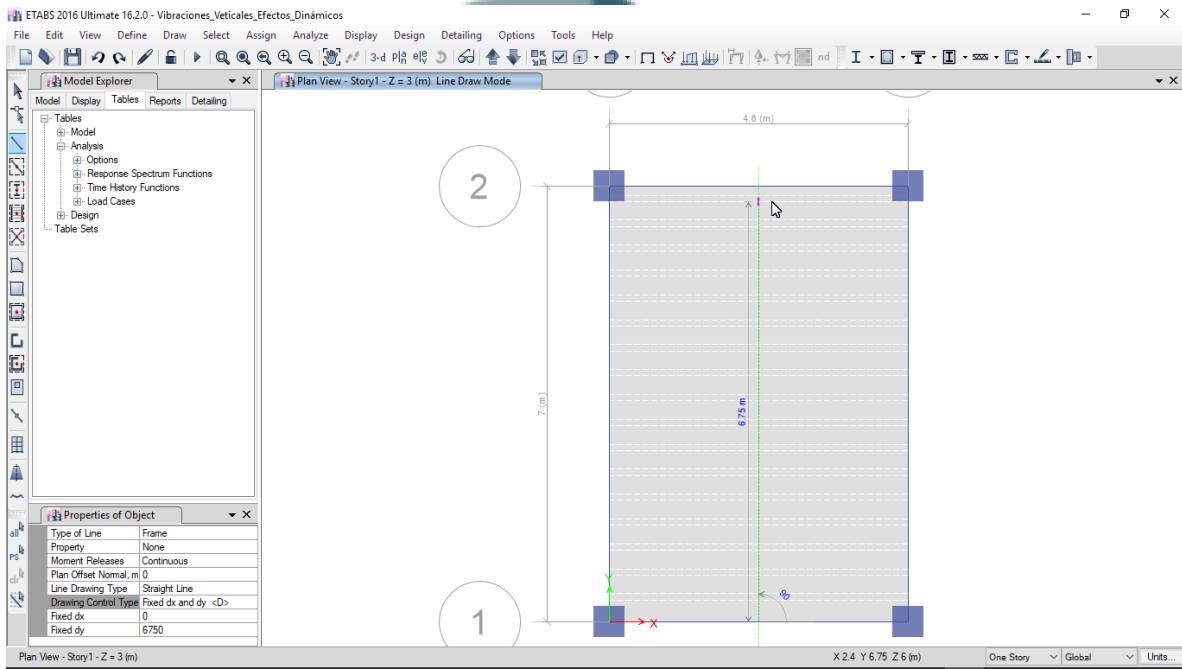 ETABS 2016 Ultimate 16.2.0 - Vibraciones_Veticales_Efectos_Dinámicos
File Edit View Define Draw Select Assign Analyze Display Design Detailing Options Tools Help
3-d plạ elẹ nd
Model Explorer
Plan View - Story1 - Z = 3 (m) Line Draw Mode
Model Display Tables Reports Detailing
Tables
Model
Analysis
Options
Response Spectrum Functions
Time History Functions
Load Cases
Design
Table Sets
4.8 (m)
2
7 (m)
6.75 m
90
Y
X
1
all
PS
clr
Properties of Object
Type of Line Frame
Property None
Moment Releases Continuous
Plan Offset Normal, m 0
Line Drawing Type Straight Line
Drawing Control Type Fixed dx and dy <D>
Fixed dx 0
Fixed dy 6750
Plan View - Story1 - Z = 3 (m)
X 2.4 Y 6.75 Z 6 (m)
One Story Global Units...